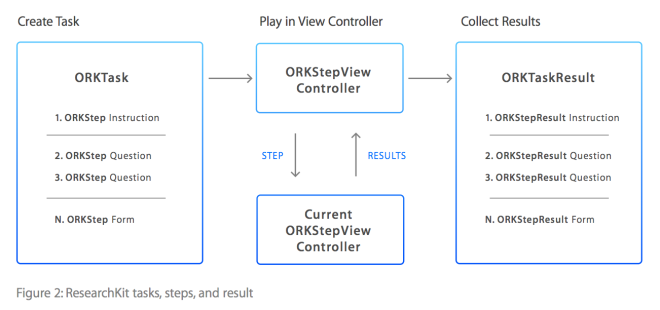 Create Task
Play in View Controller
Collect Results
ORKTask
1. ORKStep Instruction
2. ORKStep Question
3. ORKStep Question
N. ORKStep Form
ORKStepView
Controller
STEP
RESULTS
Current
ORKStepView
Controller
ORKTaskResult
1. ORKStepResult Instruction
2. ORKStepResult Question
3. ORKStepResult Question
N. ORKStepResult Form
Figure 2: ResearchKit tasks, steps, and result